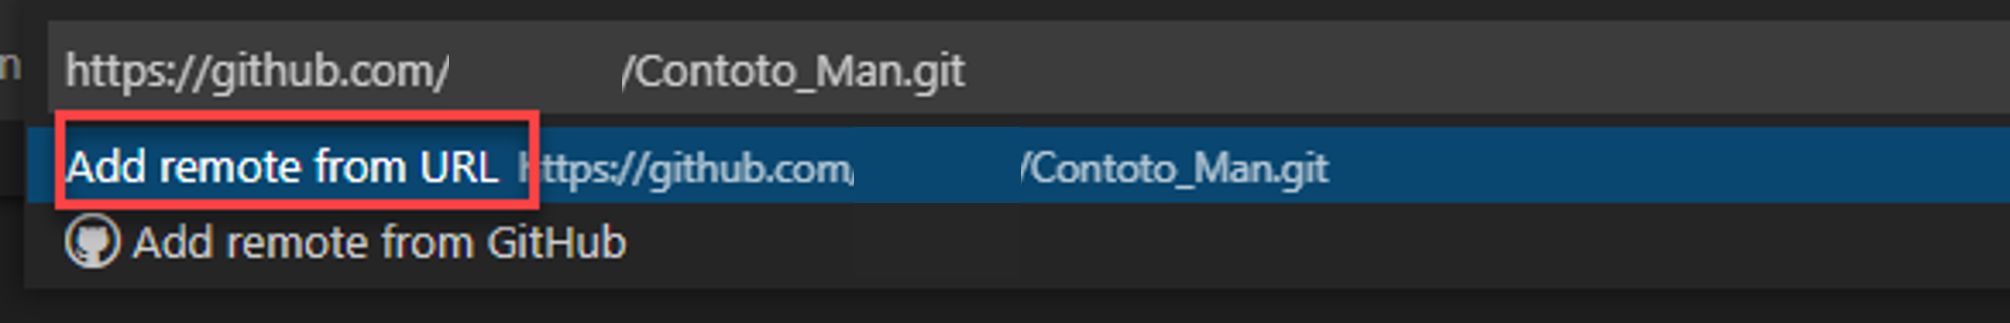 n
https://github.com/ /Contoto_Man.git
Add remote from URL https://github.com/ /Contoto_Man.git
Add remote from GitHub